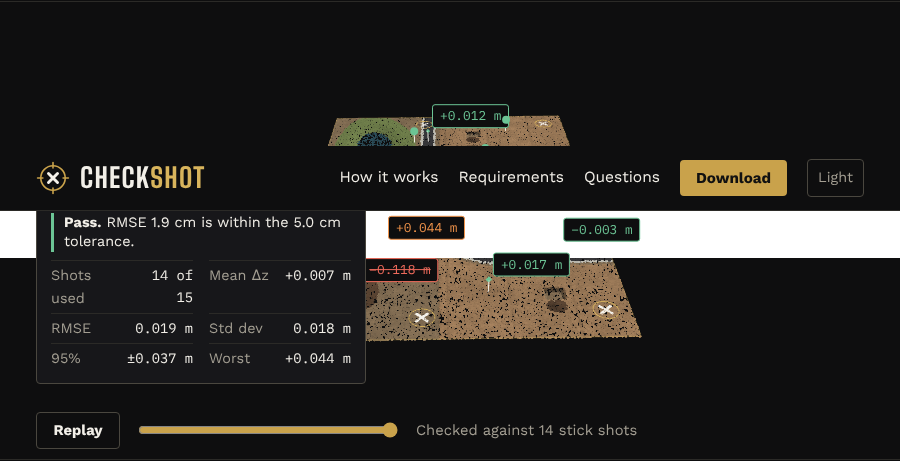 +0.012 m
CHECKSHOT
How it works
Requirements
Questions
Download
Light
Pass. RMSE 1.9 cm is within the 5.0 cm
tolerance.
+0.044 m
−0.003 m
−0.118 m
+0.017 m
Shots used 14 of 15
Mean Δz +0.007 m
RMSE 0.019 m
Std dev 0.018 m
95% ±0.037 m
Worst +0.044 m
Replay
Checked against 14 stick shots